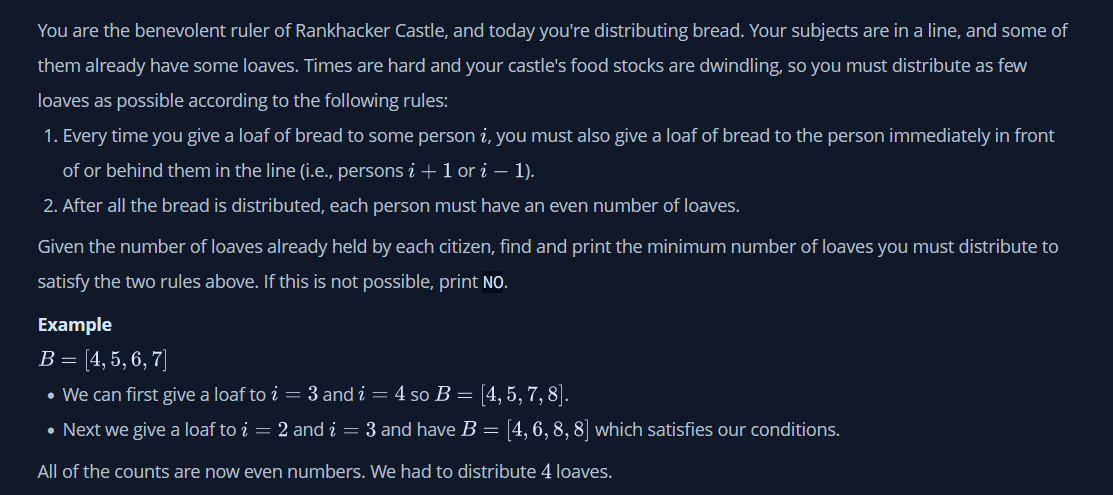 You are the benevolent ruler of Rankhacker Castle, and today you're distributing bread. Your subjects are in a line, and some of
them already have some loaves. Times are hard and your castle's food stocks are dwindling, so you must distribute as few
loaves as possible according to the following rules:
1. Every time you give a loaf of bread to some person i, you must also give a loaf of bread to the person immediately in front
of or behind them in the line (i.e., persons i + 1 or i − 1).
2. After all the bread is distributed, each person must have an even number of loaves.
Given the number of loaves already held by each citizen, find and print the minimum number of loaves you must distribute to
satisfy the two rules above. If this is not possible, print NO.
Example
B = [4, 5, 6, 7]
• We can first give a loaf to i = 3 and i = 4 so B = [4, 5, 7, 8].
• Next we give a loaf to i = 2 and i = 3 and have B = [4, 6, 8, 8] which satisfies our conditions.
All of the counts are now even numbers. We had to distribute 4 loaves.